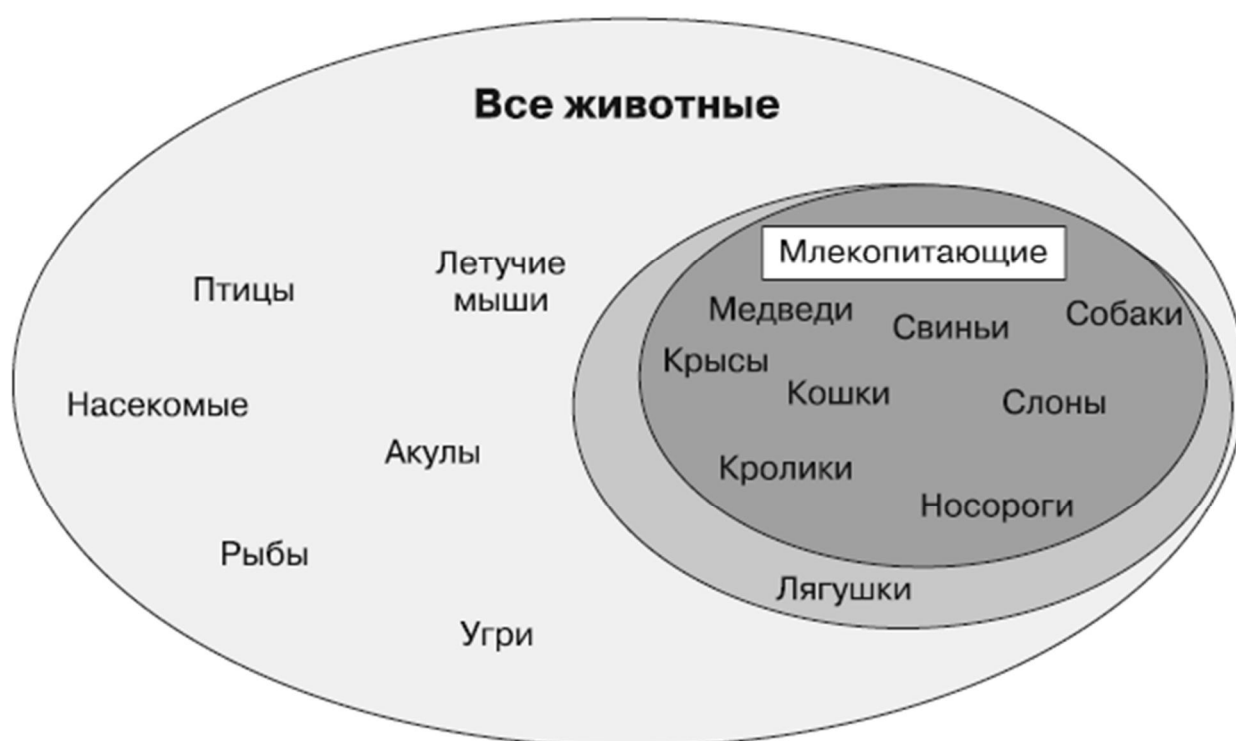 Все животные
Млекопитающие
Летучие
мыши
Птицы
Медведи
Свиньи
Собаки
Крысы
Кошки
Слоны
Насекомые
Акулы
Кролики
Носороги
Рыбы
Лягушки
Угри